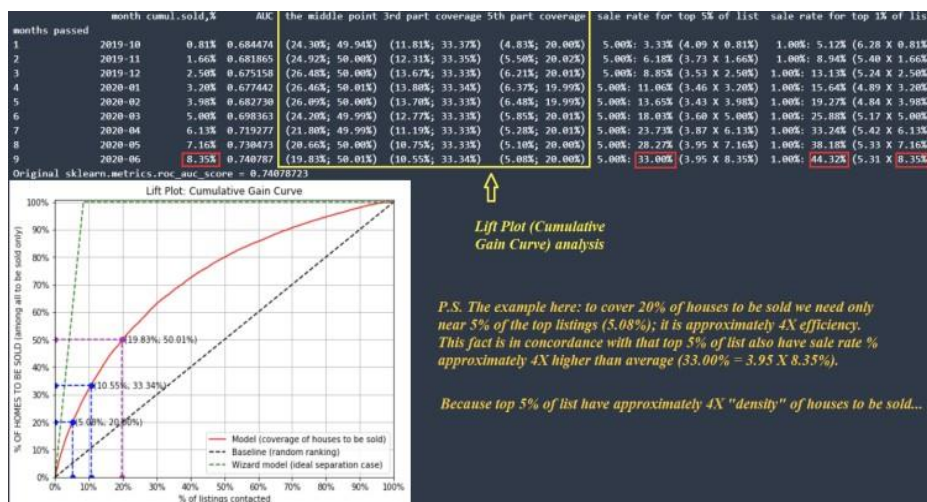 month cumul.sold,% AUC the middle point 3rd part coverage 5th part coverage sale rate for top 5% of list sale rate for top 1% of list
months passed
1 2019-10 0.81% 0.684474 (24.30%; 49.94%) (11.81%; 33.37%) (4.83%; 20.00%) 5.00%: 3.33% (4.09 X 0.81%) 1.00%: 5.12% (6.28 X 0.81%
2 2019-11 1.66% 0.681865 (24.92%; 50.00%) (12.31%; 33.35%) (5.50%; 20.02%) 5.00%: 6.18% (3.73 X 1.66%) 1.00%: 8.94% (5.40 X 1.66%
3 2019-12 2.50% 0.675158 (26.48%; 50.00%) (13.67%; 33.33%) (6.21%; 20.01%) 5.00%: 8.85% (3.53 X 2.50%) 1.00%: 13.13% (5.24 X 2.50%
4 2020-01 3.20% 0.677442 (26.46%; 50.01%) (13.80%; 33.34%) (6.37%; 19.99%) 5.00%: 11.06% (3.46 X 3.20%) 1.00%: 15.64% (4.89 X 3.20%
5 2020-02 3.98% 0.682730 (26.09%; 50.00%) (13.70%; 33.33%) (6.48%; 19.99%) 5.00%: 13.65% (3.43 X 3.98%) 1.00%: 19.27% (4.84 X 3.98%
6 2020-03 5.00% 0.698363 (24.20%; 49.99%) (12.77%; 33.33%) (5.85%; 20.01%) 5.00%: 18.03% (3.60 X 5.00%) 1.00%: 25.88% (5.17 X 5.00%
7 2020-04 6.13% 0.719277 (21.80%; 49.99%) (11.19%; 33.33%) (5.28%; 20.01%) 5.00%: 23.73% (3.87 X 6.13%) 1.00%: 33.24% (5.42 X 6.13%
8 2020-05 7.16% 0.730473 (20.66%; 50.00%) (10.75%; 33.33%) (5.10%; 20.00%) 5.00%: 28.27% (3.95 X 7.16%) 1.00%: 38.18% (5.33 X 7.16%
9 2020-06 8.35% 0.740787 (19.83%; 50.01%) (10.55%; 33.34%) (5.08%; 20.00%) 5.00%: 33.00% (3.95 X 8.35%) 1.00%: 44.32% (5.31 X 8.35%
Original sklearn.metrics.roc_auc_score = 0.74078723
Lift Plot: Cumulative Gain Curve
% OF HOMES TO BE SOLD (among all to be sold only)
100%
90%
80%
70%
60%
50%
40%
30%
20%
10%
0%
(19.83%; 50.01%)
(10.55%; 33.34%)
(5.08%; 20.00%)
Model (coverage of houses to be sold)
Baseline (random ranking)
Wizard model (ideal separation case)
0% 10% 20% 30% 40% 50% 60% 70% 80% 90% 100%
% of listings contacted
Lift Plot (Cumulative
Gain Curve) analysis
P.S. The example here: to cover 20% of houses to be sold we need only
near 5% of the top listings (5.08%); it is approximately 4X efficiency.
This fact is in concordance with that top 5% of list also have sale rate %
approximately 4X higher than average (33.00% = 3.95 X 8.35%).
Because top 5% of list have approximately 4X "density" of houses to be sold...